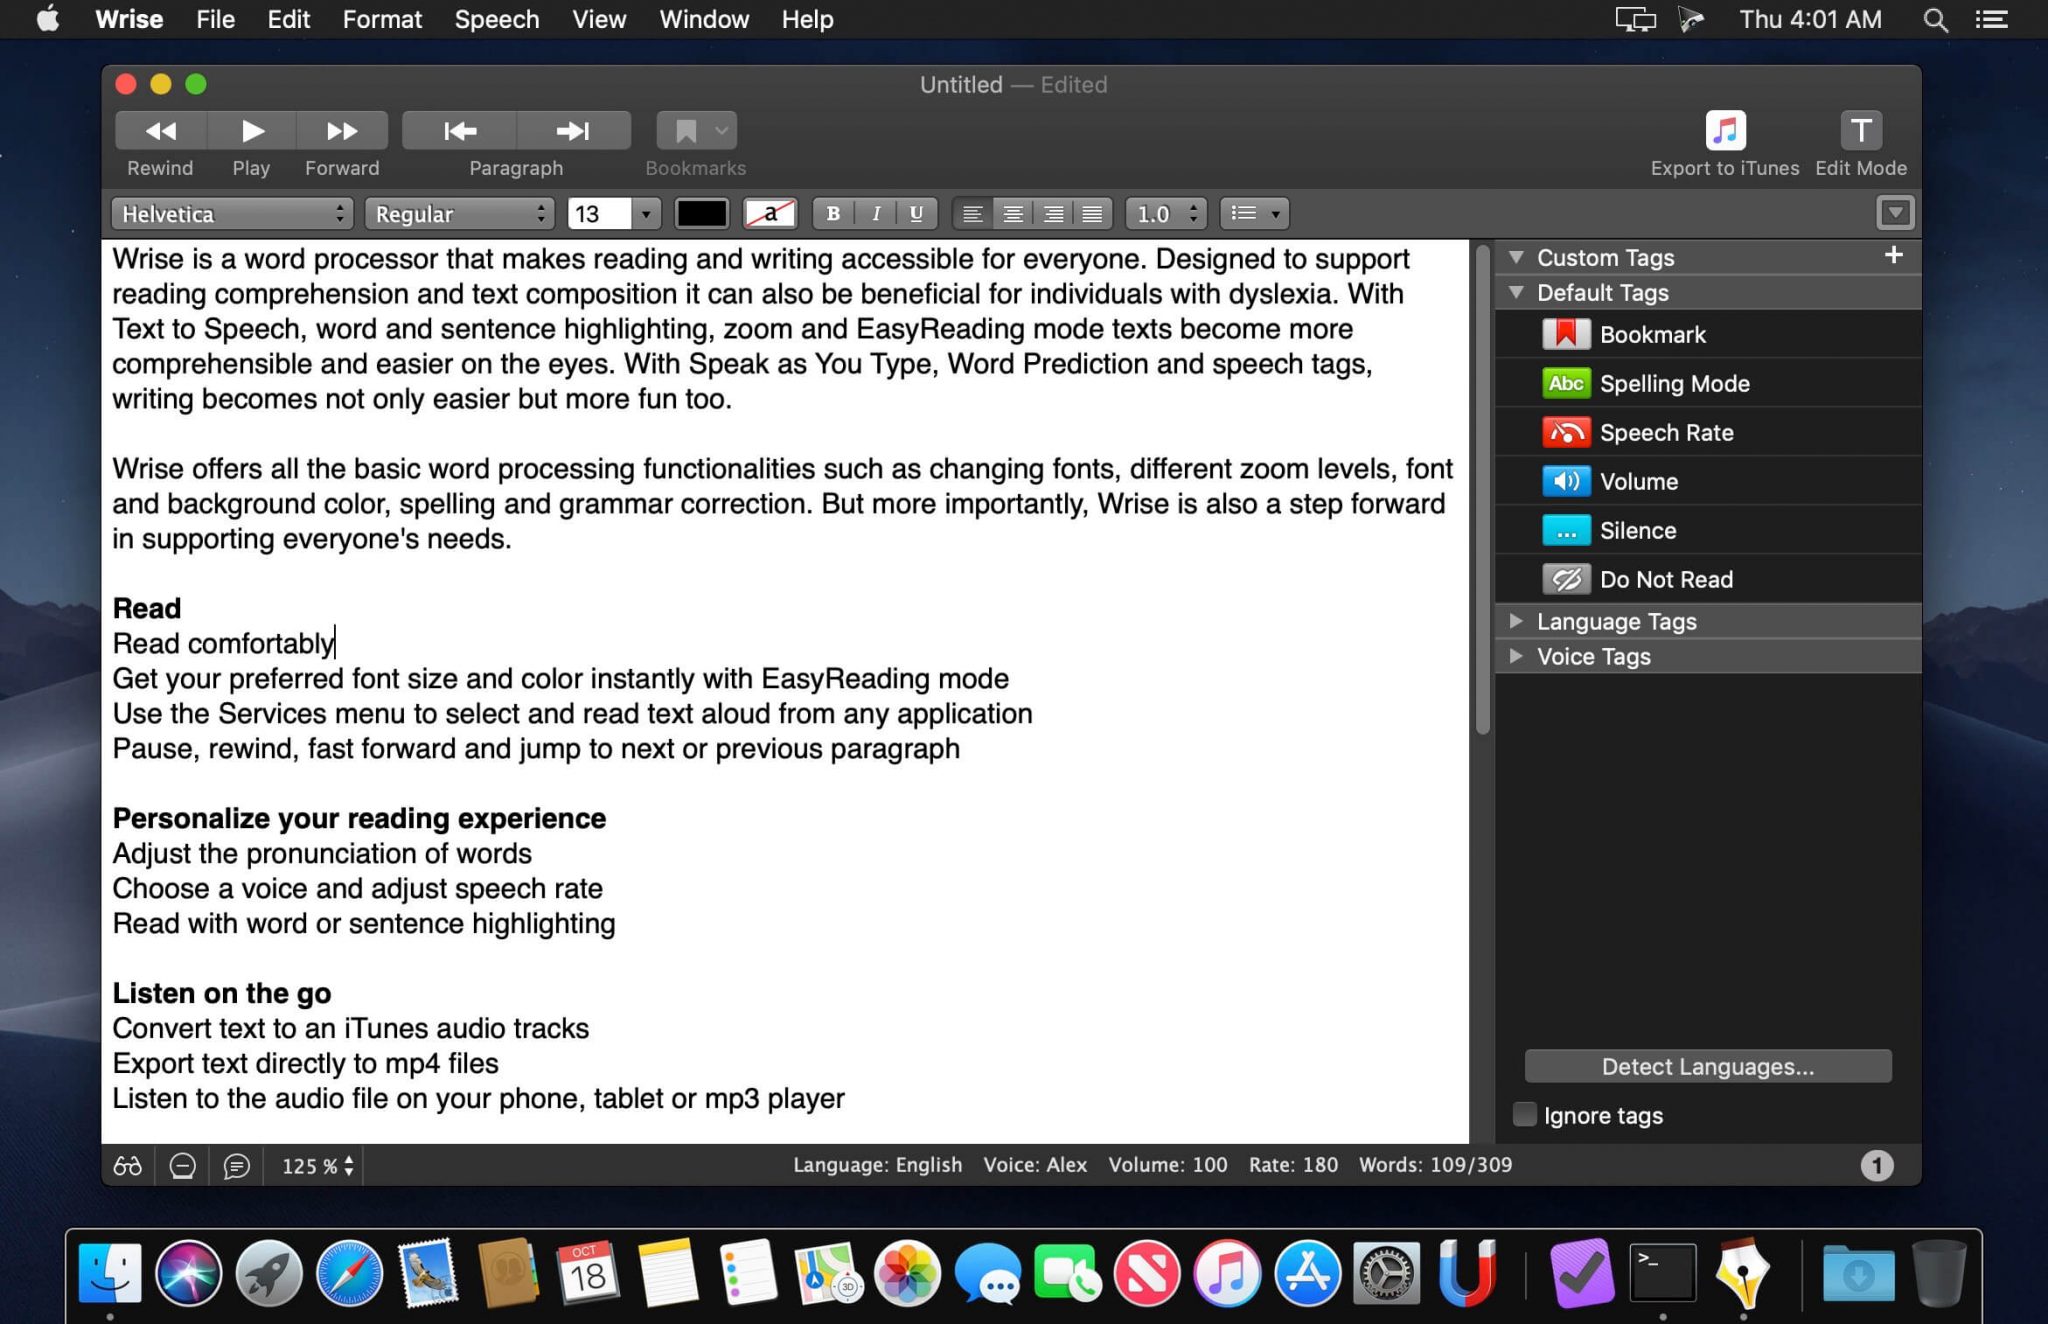 Wrise File Edit Format Speech View Window Help Thu 4:01 AM
Untitled — Edited
Rewind Play Forward Paragraph Bookmarks Export to iTunes T Edit Mode
Helvetica Regular 13 a B I U 1.0
Wrise is a word processor that makes reading and writing accessible for everyone. Designed to support
reading comprehension and text composition it can also be beneficial for individuals with dyslexia. With
Text to Speech, word and sentence highlighting, zoom and EasyReading mode texts become more
comprehensible and easier on the eyes. With Speak as You Type, Word Prediction and speech tags,
writing becomes not only easier but more fun too.
Wrise offers all the basic word processing functionalities such as changing fonts, different zoom levels, font
and background color, spelling and grammar correction. But more importantly, Wrise is also a step forward
in supporting everyone's needs.
Read
Read comfortably
Get your preferred font size and color instantly with EasyReading mode
Use the Services menu to select and read text aloud from any application
Pause, rewind, fast forward and jump to next or previous paragraph
Personalize your reading experience
Adjust the pronunciation of words
Choose a voice and adjust speech rate
Read with word or sentence highlighting
Listen on the go
Convert text to an iTunes audio tracks
Export text directly to mp4 files
Listen to the audio file on your phone, tablet or mp3 player
Custom Tags +
Default Tags
Bookmark
Abc Spelling Mode
Speech Rate
Volume
... Silence
Do Not Read
Language Tags
Voice Tags
Detect Languages...
Ignore tags
125 % Language: English Voice: Alex Volume: 100 Rate: 180 Words: 109/309 1
OCT
18
3D
>_